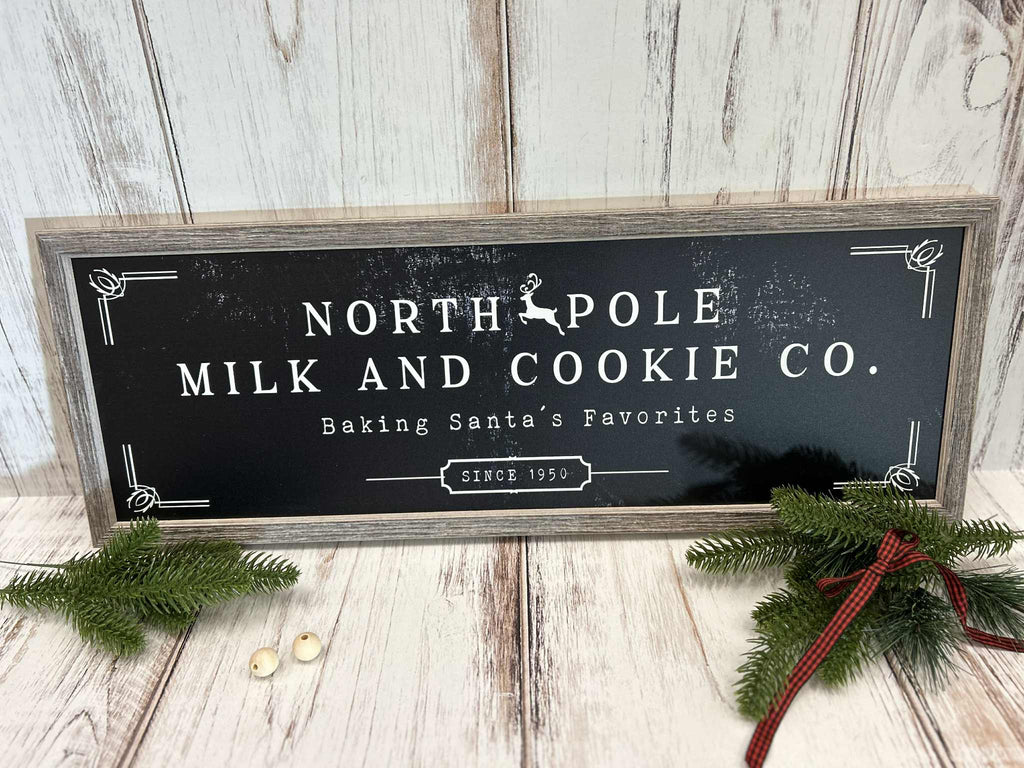 NORTH POLE
MILK AND COOKIE CO.
Baking Santa's Favorites
SINCE 1950